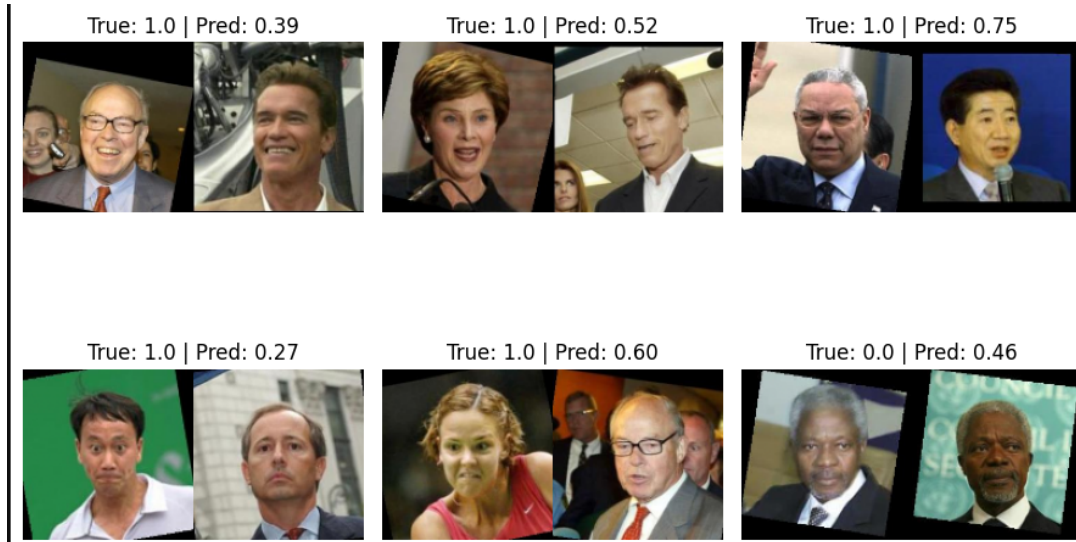 True: 1.0 | Pred: 0.39
True: 1.0 | Pred: 0.52
True: 1.0 | Pred: 0.75
True: 1.0 | Pred: 0.27
True: 1.0 | Pred: 0.60
True: 0.0 | Pred: 0.46
COUNCIL